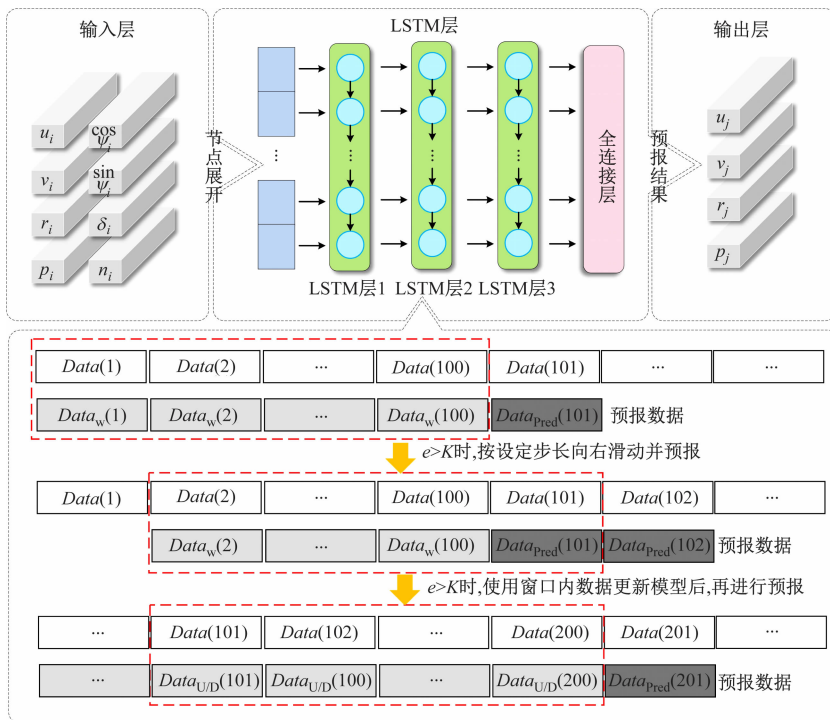 输入层
LSTM层
输出层
u_i
cos ψ_i
v_i
sin ψ_i
r_i
δ_i
p_i
n_i
节点展开
...
...
...
...
全连接层
预报结果
u_j
v_j
r_j
p_j
LSTM层1 LSTM层2 LSTM层3
Data(1) Data(2) ... Data(100) Data(101) ... ...
Data_w(1) Data_w(2) ... Data_w(100) Data_Pred(101) 预报数据
e>K时,按设定步长向右滑动并预报
Data(1) Data(2) ... Data(100) Data(101) Data(102) ...
Data_w(2) ... Data_w(100) Data_Pred(101) Data_Pred(102) 预报数据
e>K时,使用窗口内数据更新模型后,再进行预报
... Data(101) Data(102) ... Data(200) Data(201) ...
... Data_U/D(101) Data_U/D(100) ... Data_U/D(200) Data_Pred(201) 预报数据